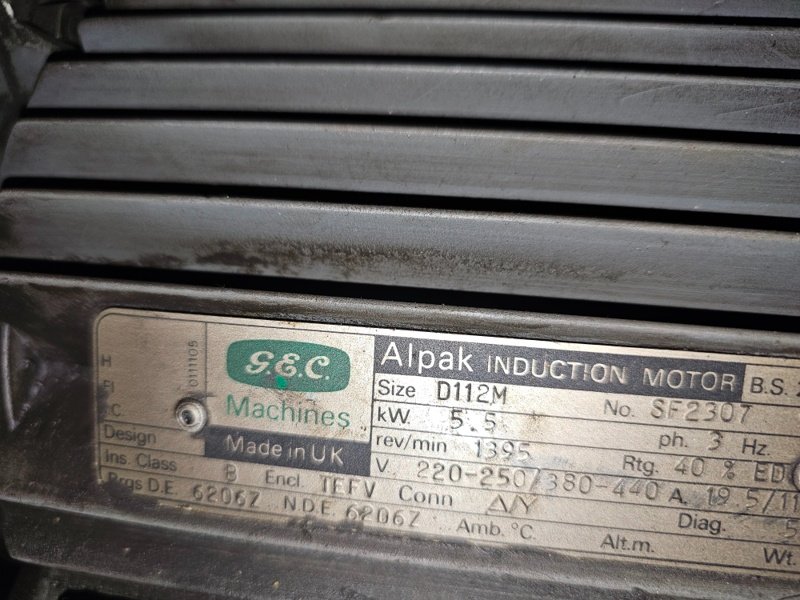 G.E.C.
Machines
Made in UK
0111105
Alpak INDUCTION MOTOR B.S.
Size D112M No. SF2307
kW. 5.5 ph. 3 Hz.
rev/min 1395 Rtg. 40 % ED
V. 220-250/380-440 A. 19.5/11
H
C.
Design
Ins. Class B Encl. TEFV Conn Δ/Y Diag. 5
Brgs D.E. 6206Z N.D.E. 6206Z Amb. °C. Alt.m. Wt.